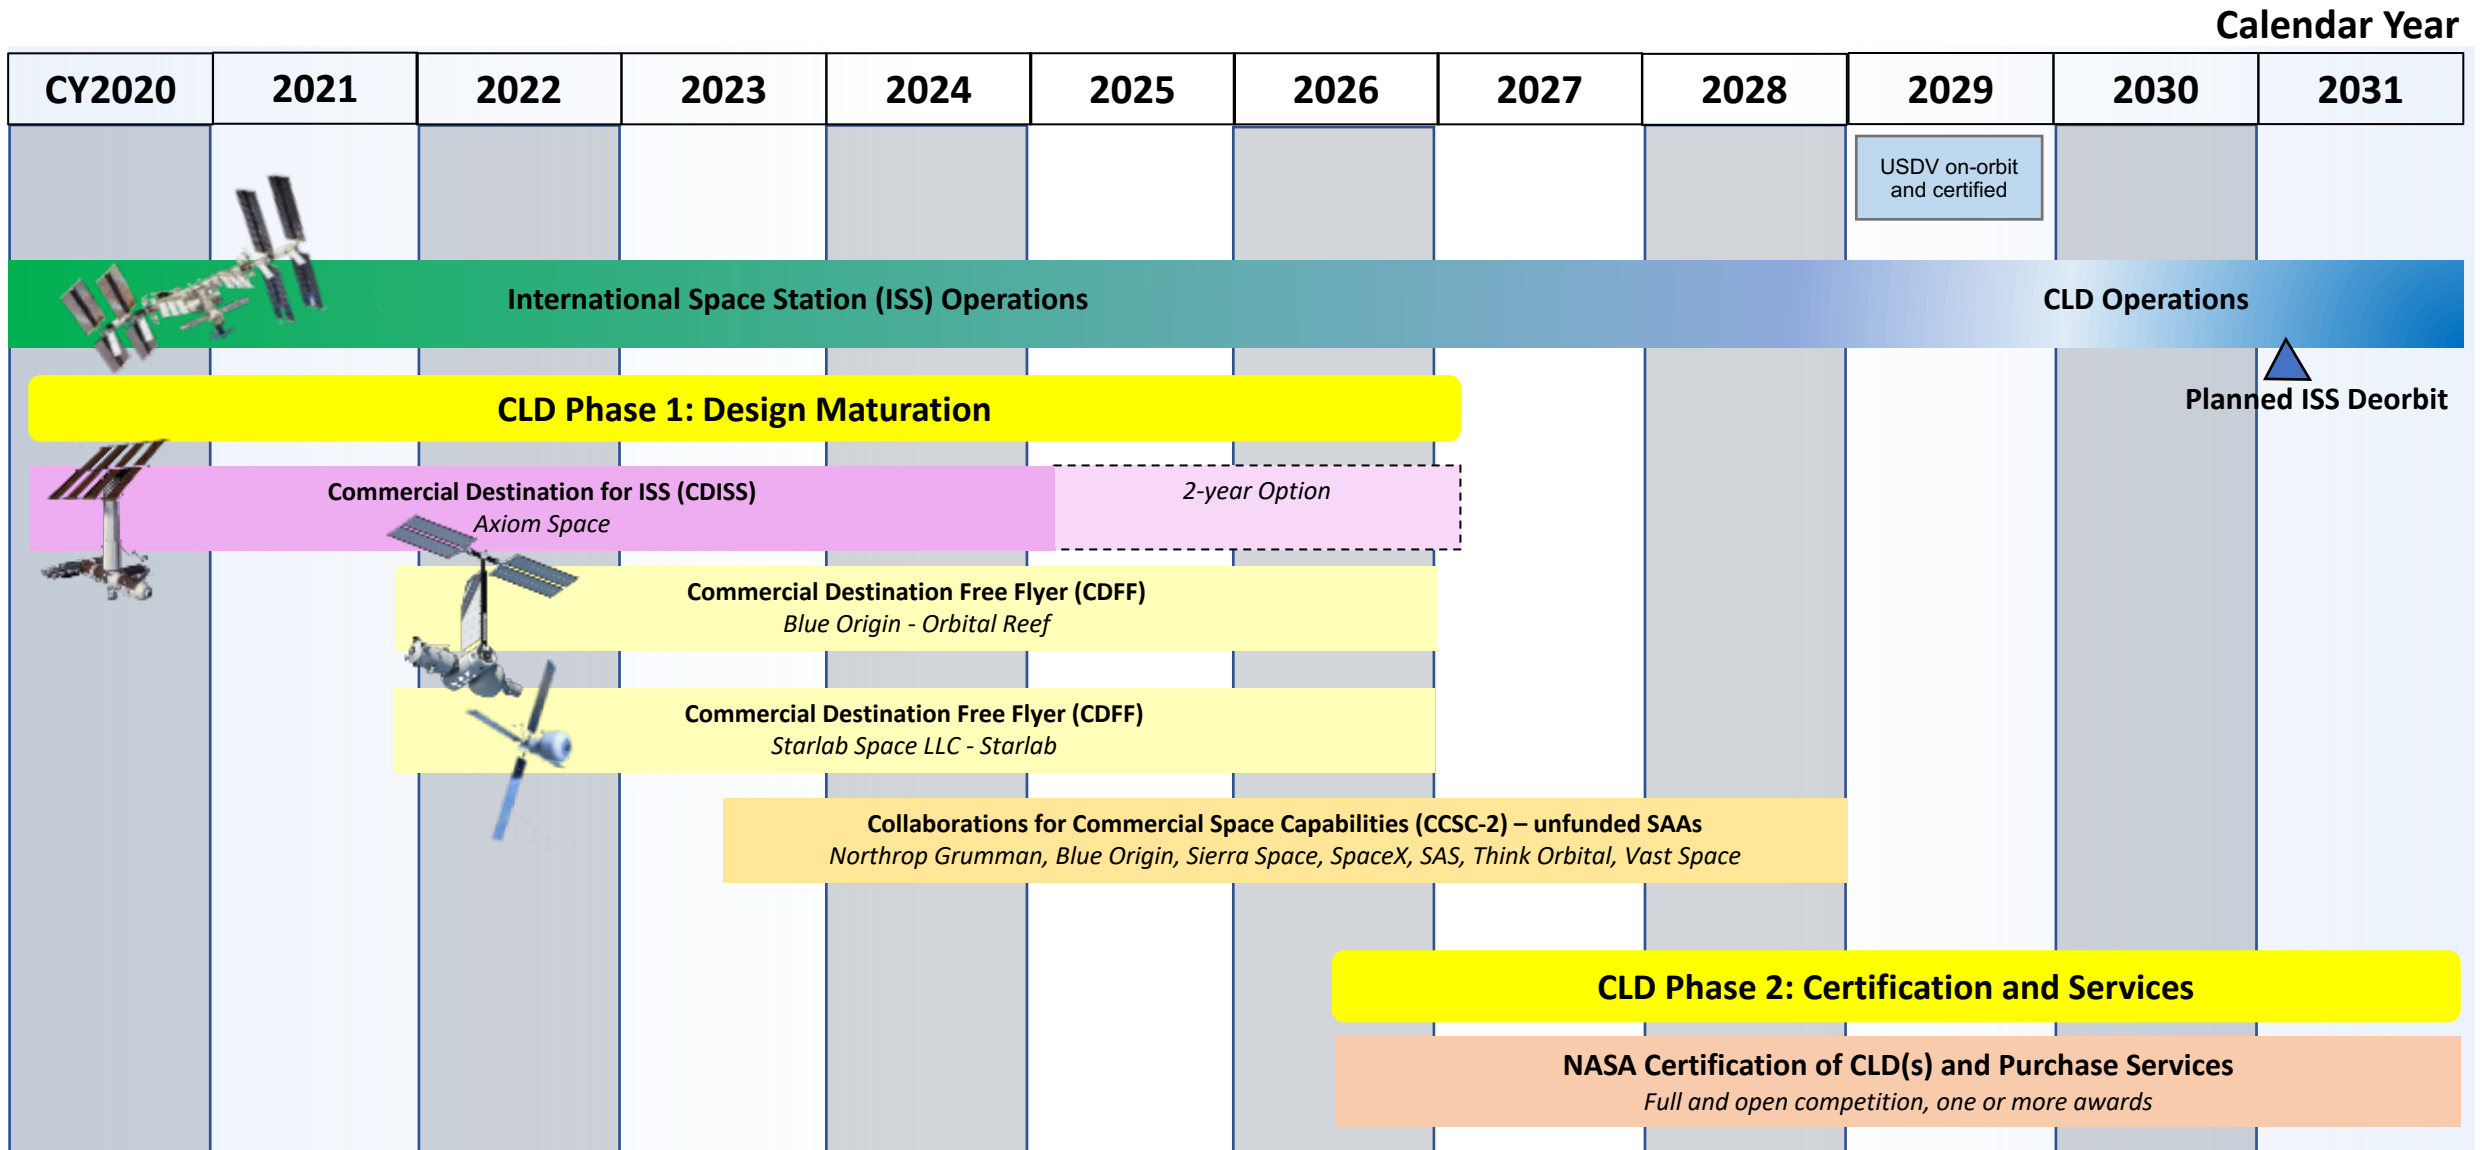 Calendar Year
CY2020 2021 2022 2023 2024 2025 2026 2027 2028 2029 2030 2031
USDV on-orbit
and certified
International Space Station (ISS) Operations
CLD Operations
Planned ISS Deorbit
CLD Phase 1: Design Maturation
Commercial Destination for ISS (CDISS)
Axiom Space
2-year Option
Commercial Destination Free Flyer (CDFF)
Blue Origin - Orbital Reef
Commercial Destination Free Flyer (CDFF)
Starlab Space LLC - Starlab
Collaborations for Commercial Space Capabilities (CCSC-2) – unfunded SAAs
Northrop Grumman, Blue Origin, Sierra Space, SpaceX, SAS, Think Orbital, Vast Space
CLD Phase 2: Certification and Services
NASA Certification of CLD(s) and Purchase Services
Full and open competition, one or more awards